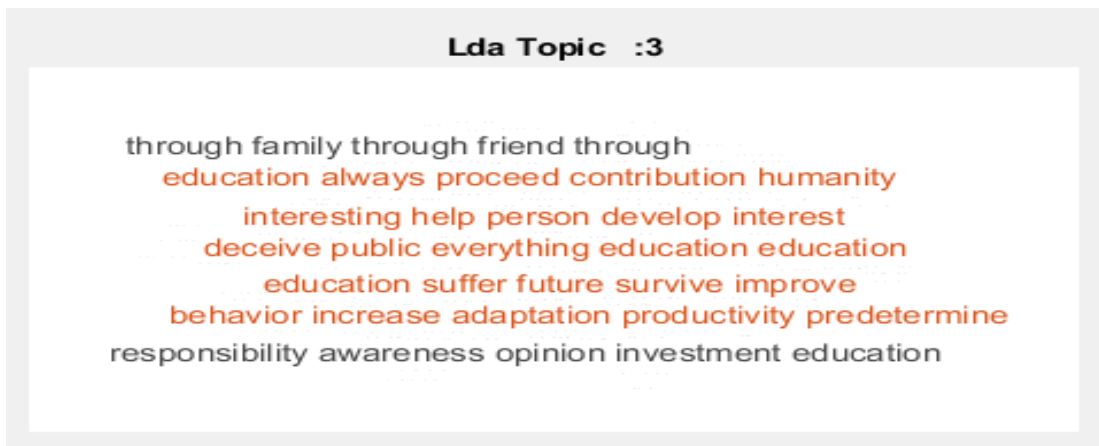 Lda Topic :3
through family through friend through
education always proceed contribution humanity
interesting help person develop interest
deceive public everything education education
education suffer future survive improve
behavior increase adaptation productivity predetermine
responsibility awareness opinion investment education